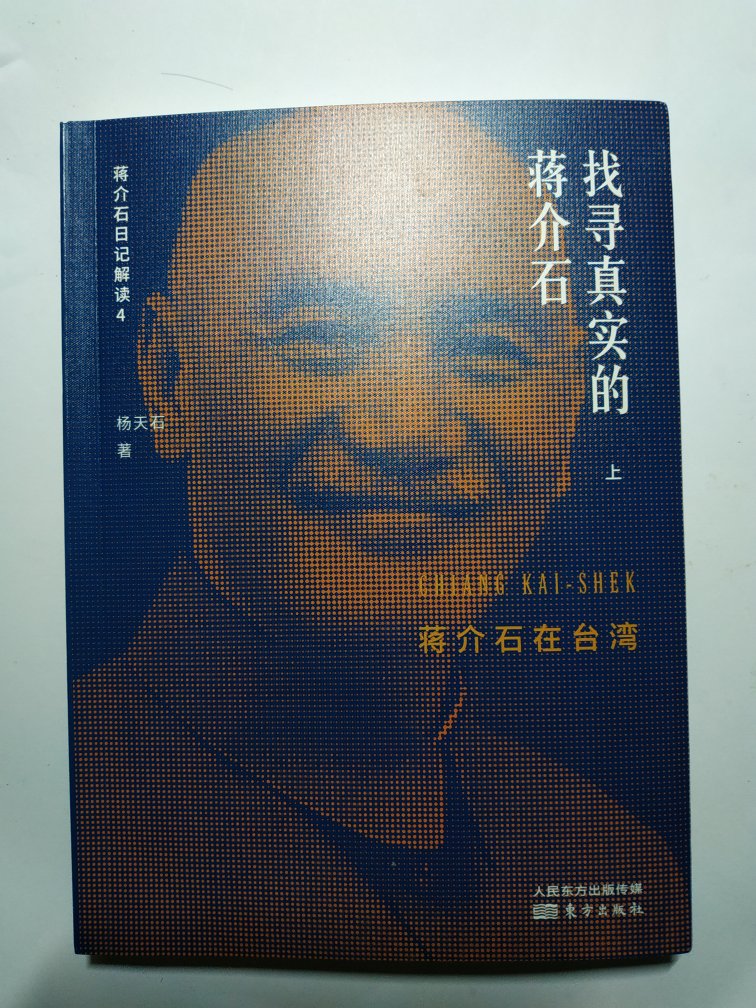 找寻真实的
蒋介石
上
蒋介石日记解读4
杨天石
著
CHIANG KAI-SHEK
蒋介石在台湾
人民东方出版传媒
东方出版社